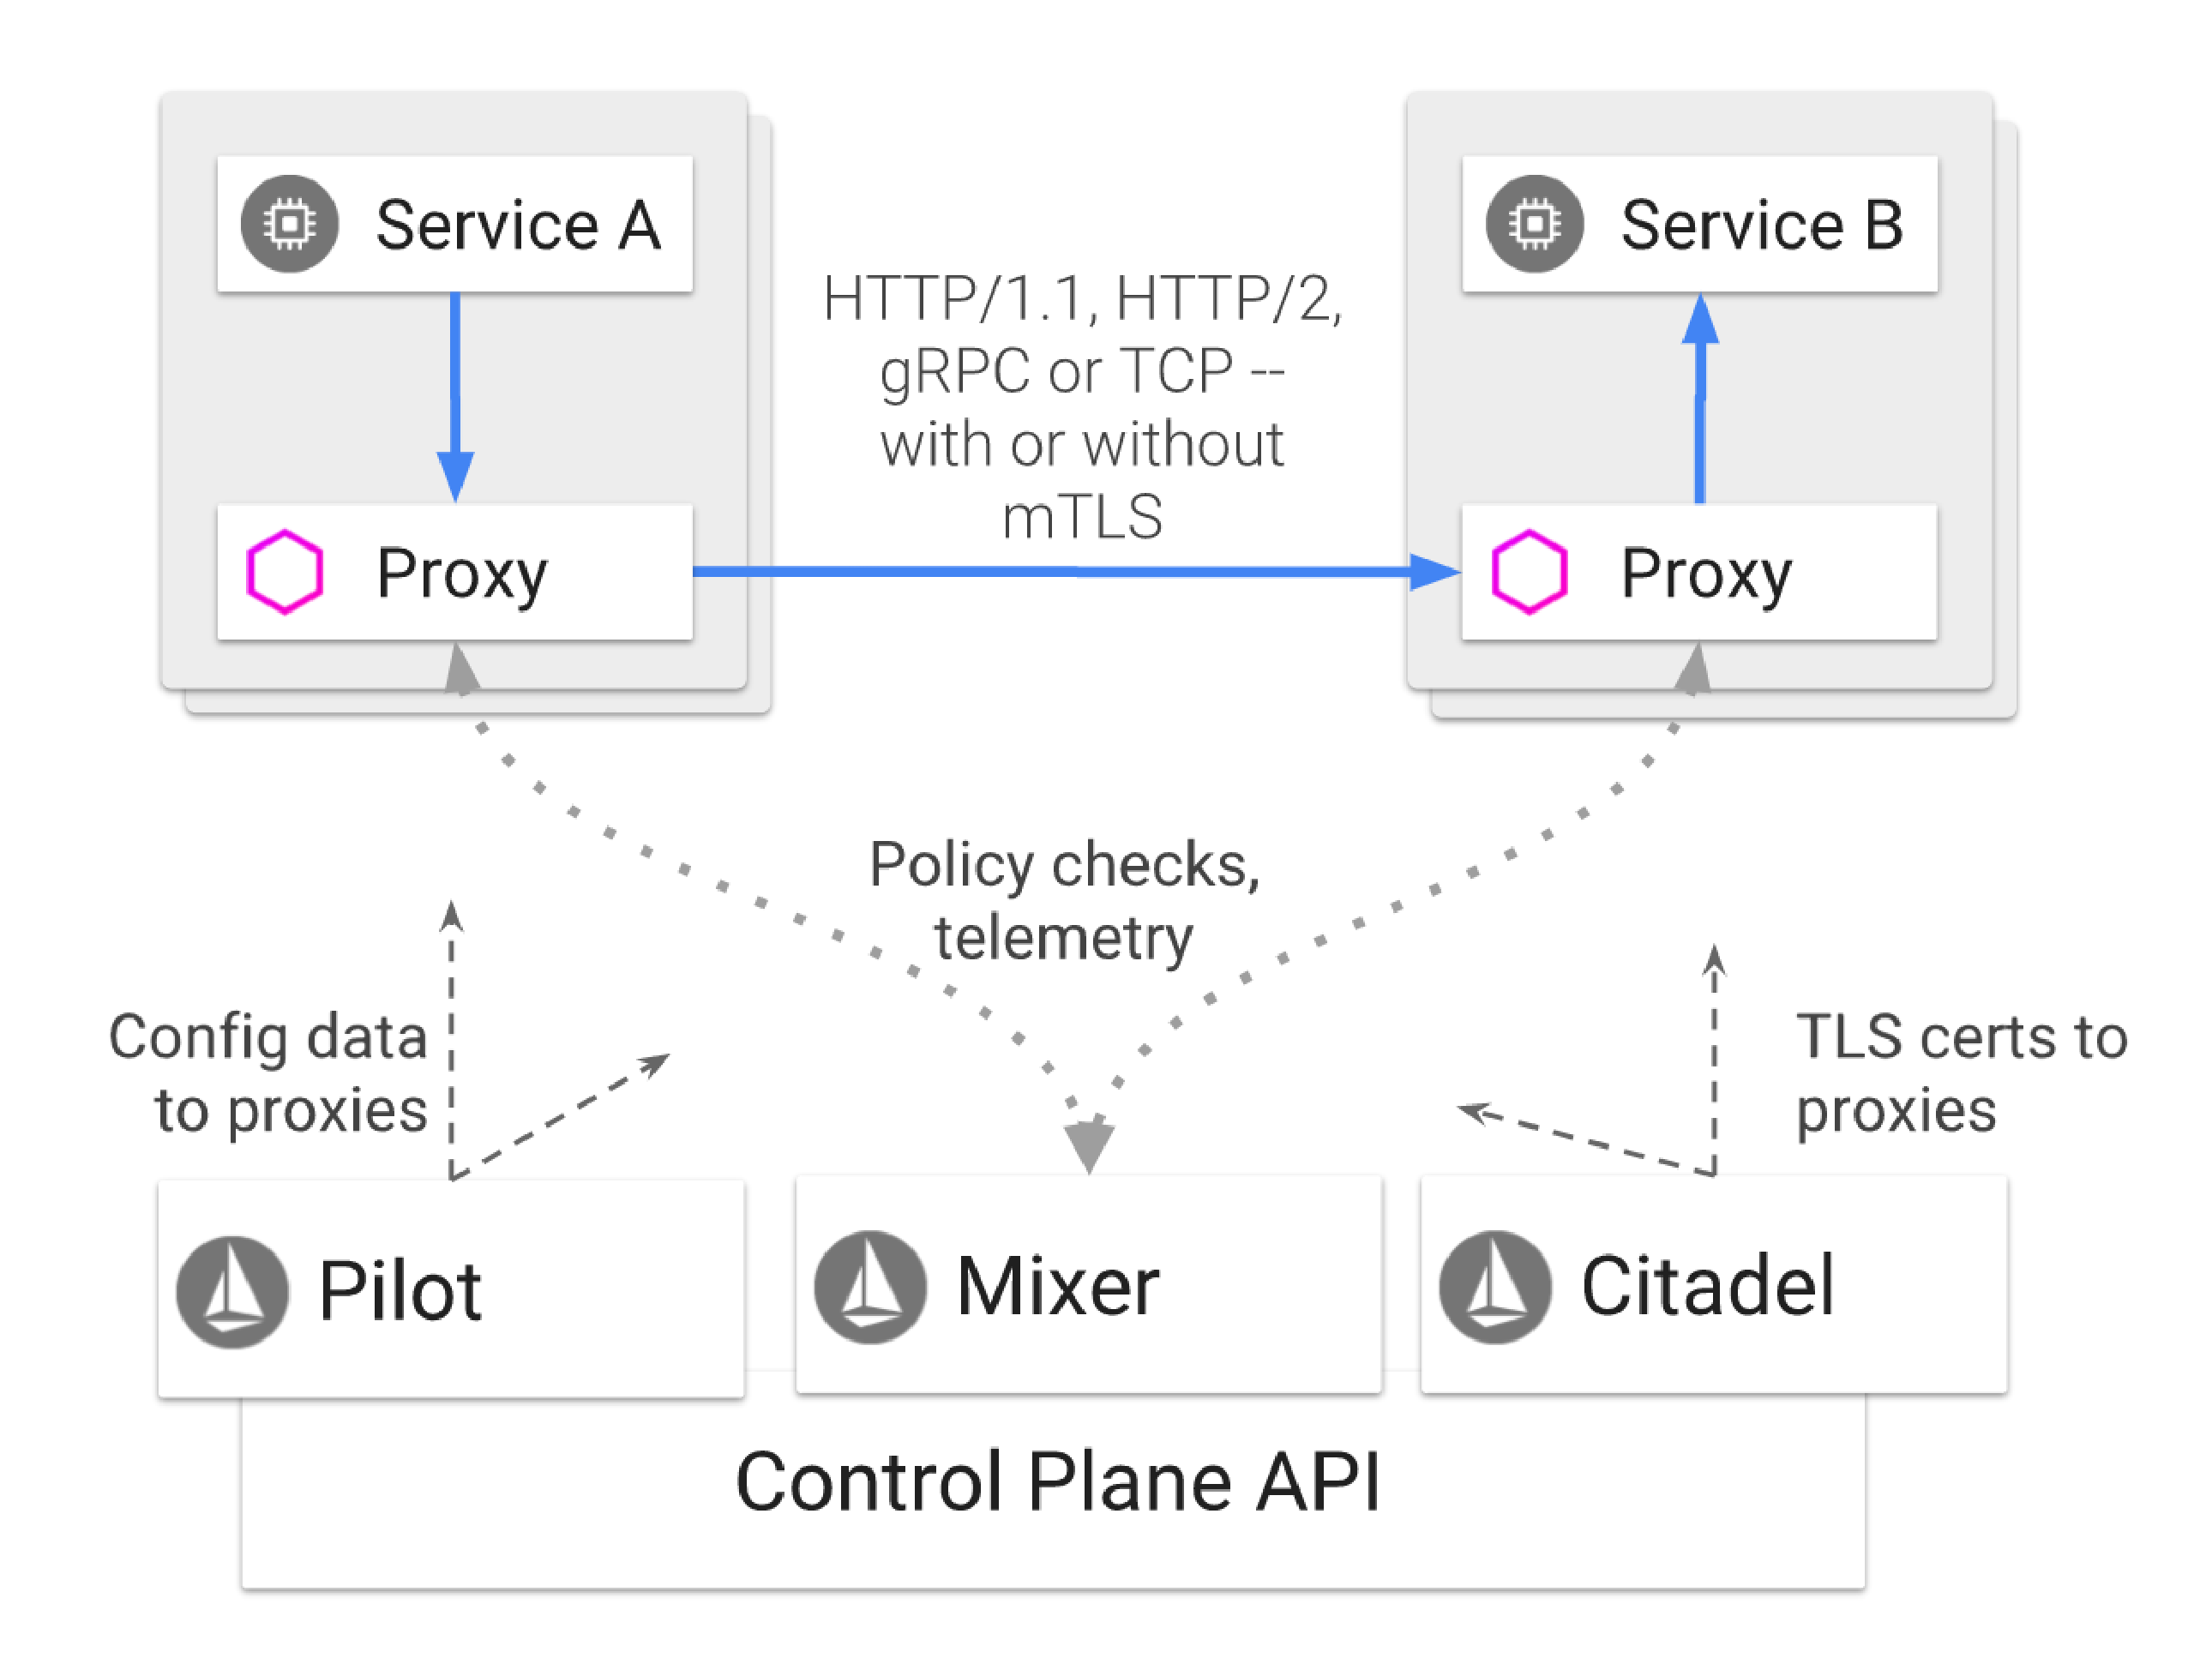 Service A
Service B
HTTP/1.1, HTTP/2,
gRPC or TCP --
with or without
mTLS
Proxy
Proxy
Policy checks,
telemetry
Config data
to proxies
TLS certs to
proxies
Pilot
Mixer
Citadel
Control Plane API